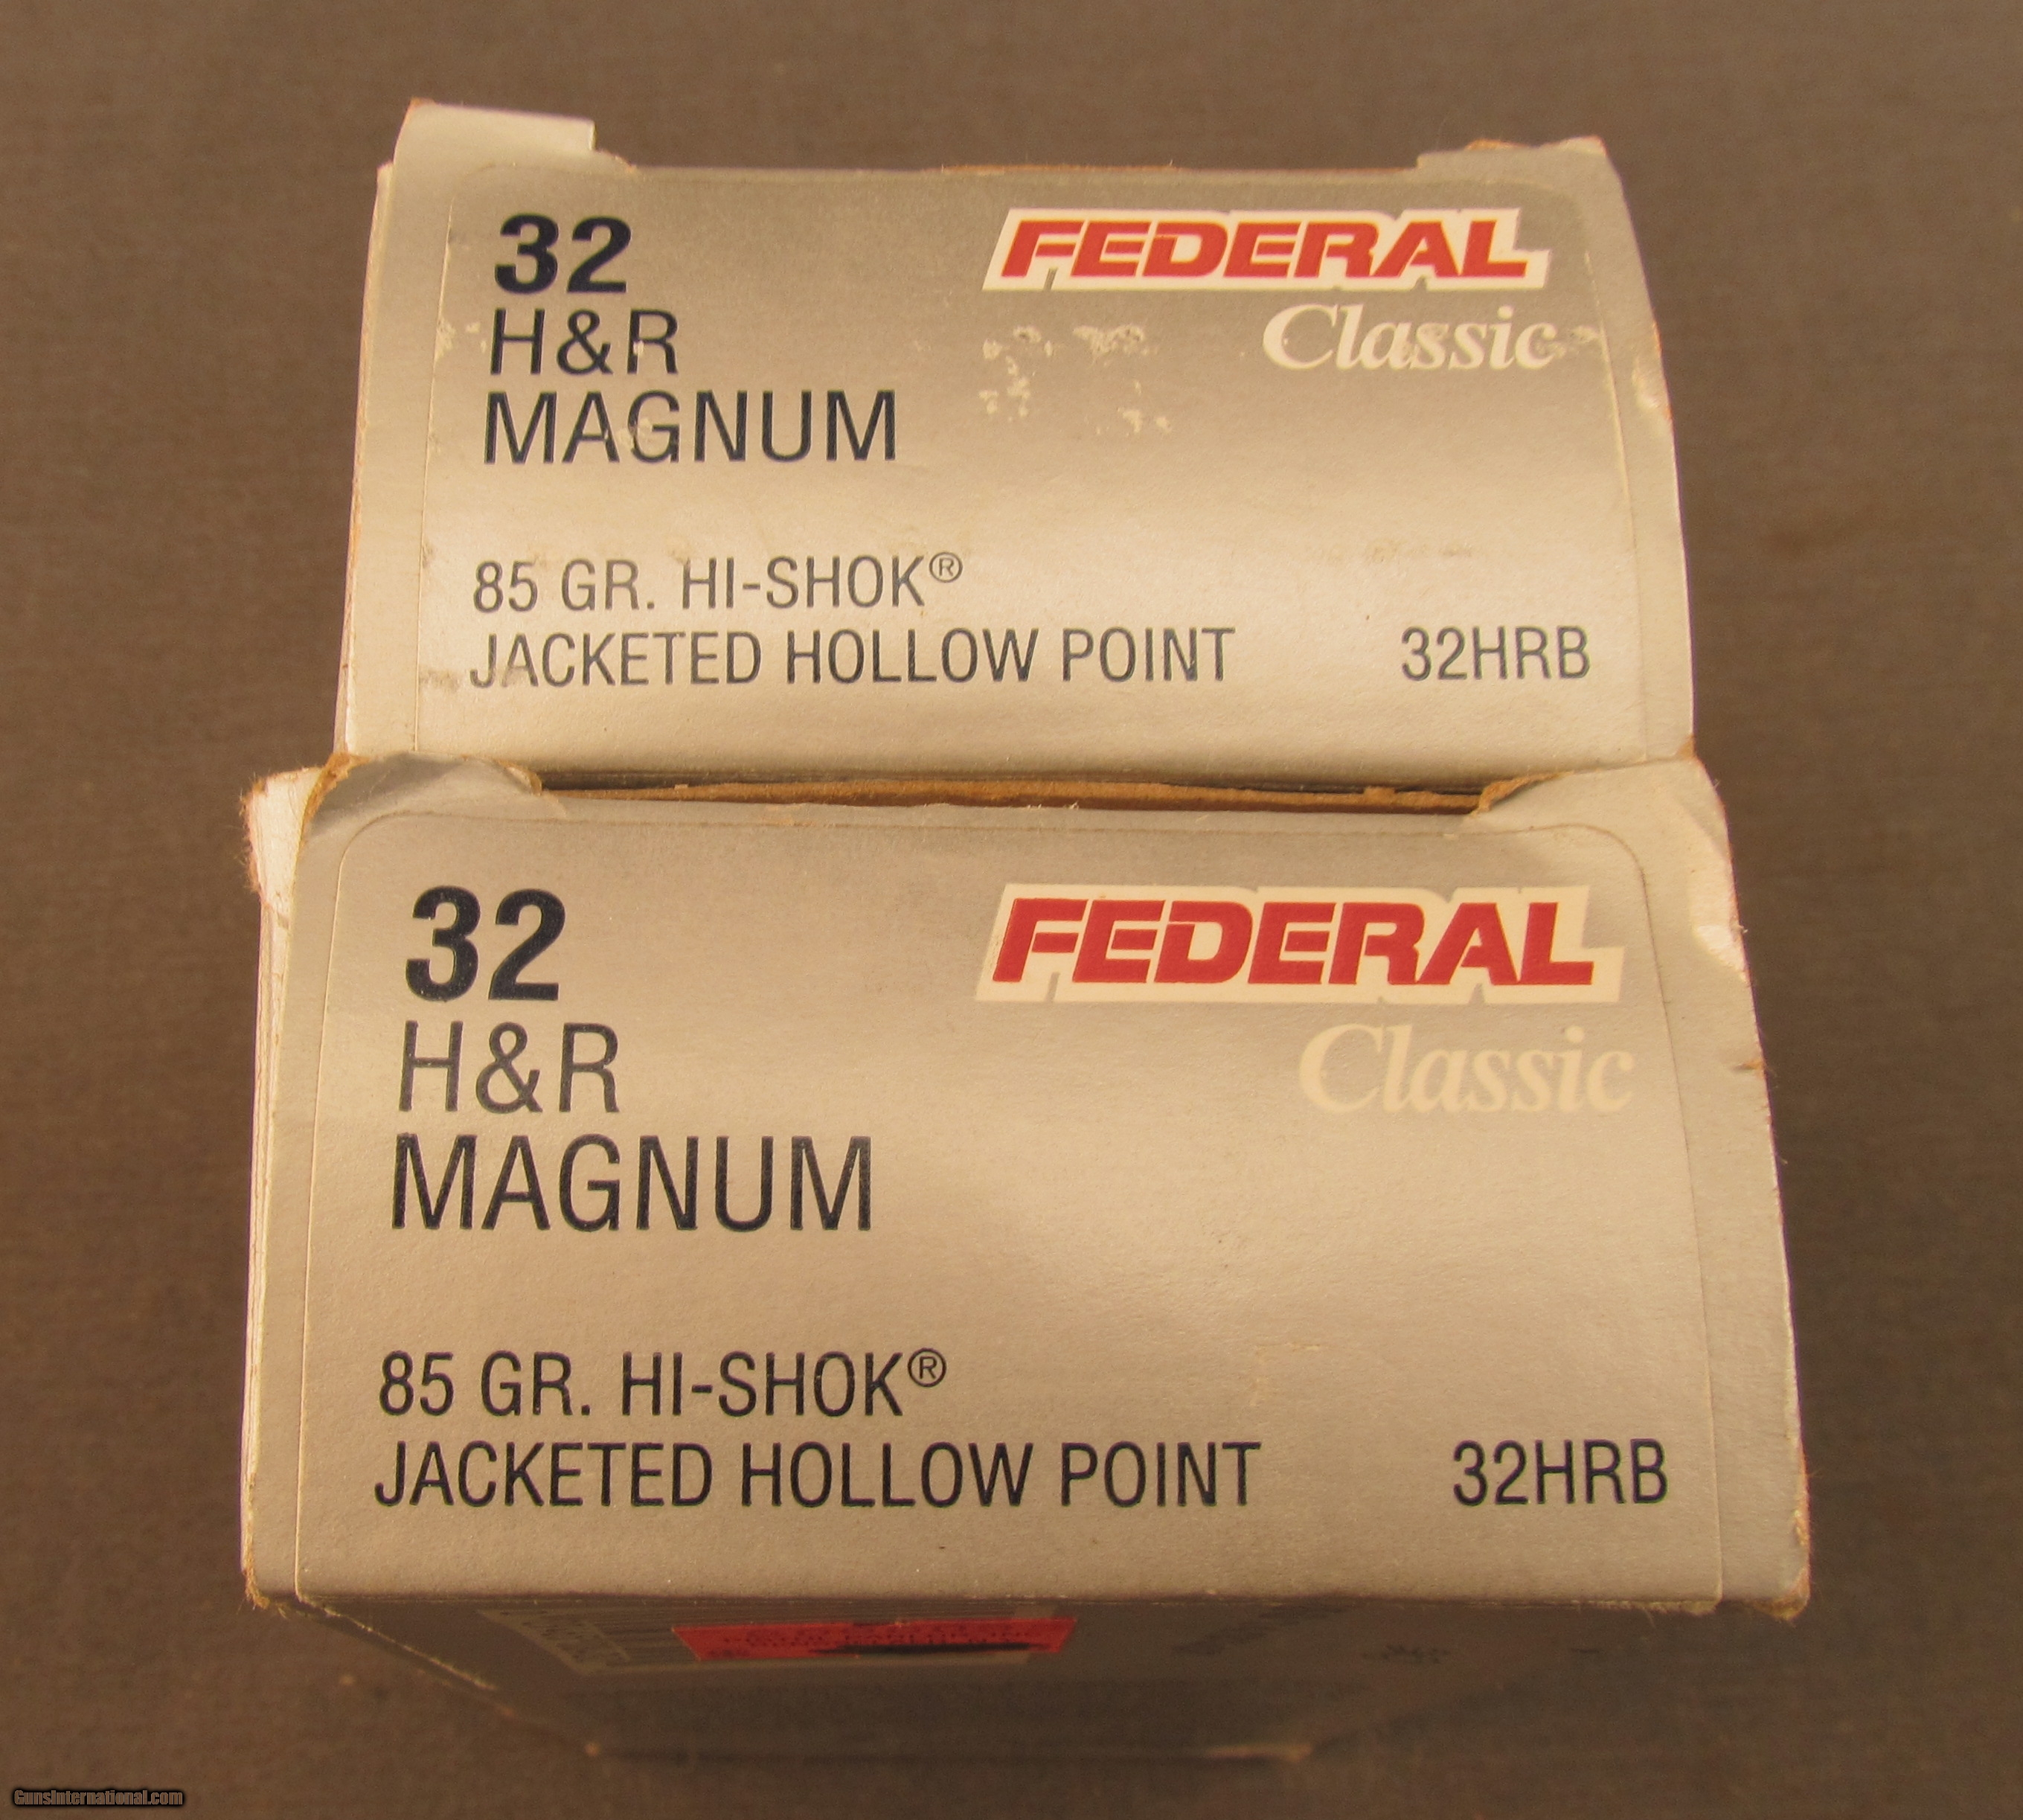 32
H&R
MAGNUM
FEDERAL
Classic
85 GR. HI-SHOK®
JACKETED HOLLOW POINT 32HRB
32
H&R
MAGNUM
FEDERAL
Classic
85 GR. HI-SHOK®
JACKETED HOLLOW POINT 32HRB
GunsInternational.com